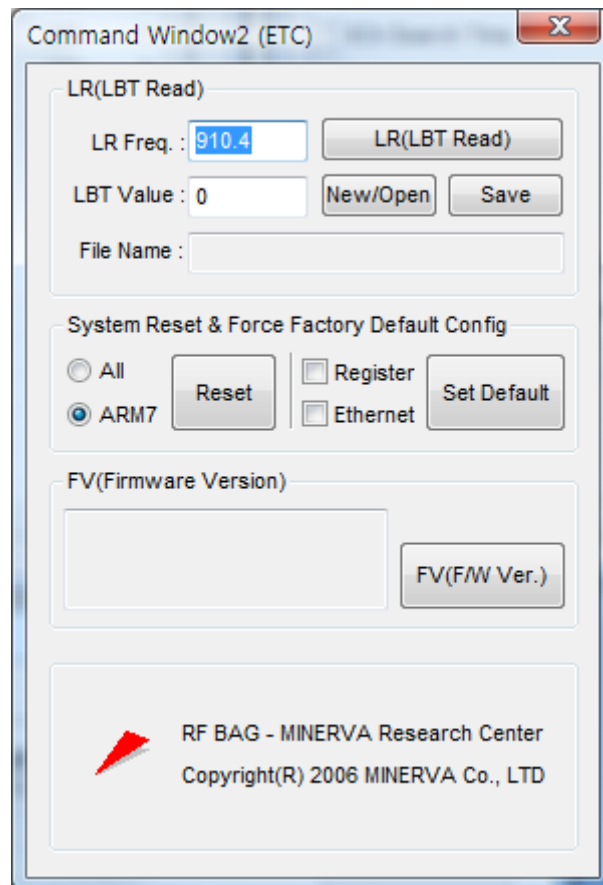 Command Window2 (ETC)
LR(LBT Read)
LR Freq. : 910.4
LR(LBT Read)
LBT Value : 0
New/Open
Save
File Name :
System Reset & Force Factory Default Config
All
ARM7
Reset
Register
Ethernet
Set Default
FV(Firmware Version)
FV(F/W Ver.)
RF BAG - MINERVA Research Center
Copyright(R) 2006 MINERVA Co., LTD